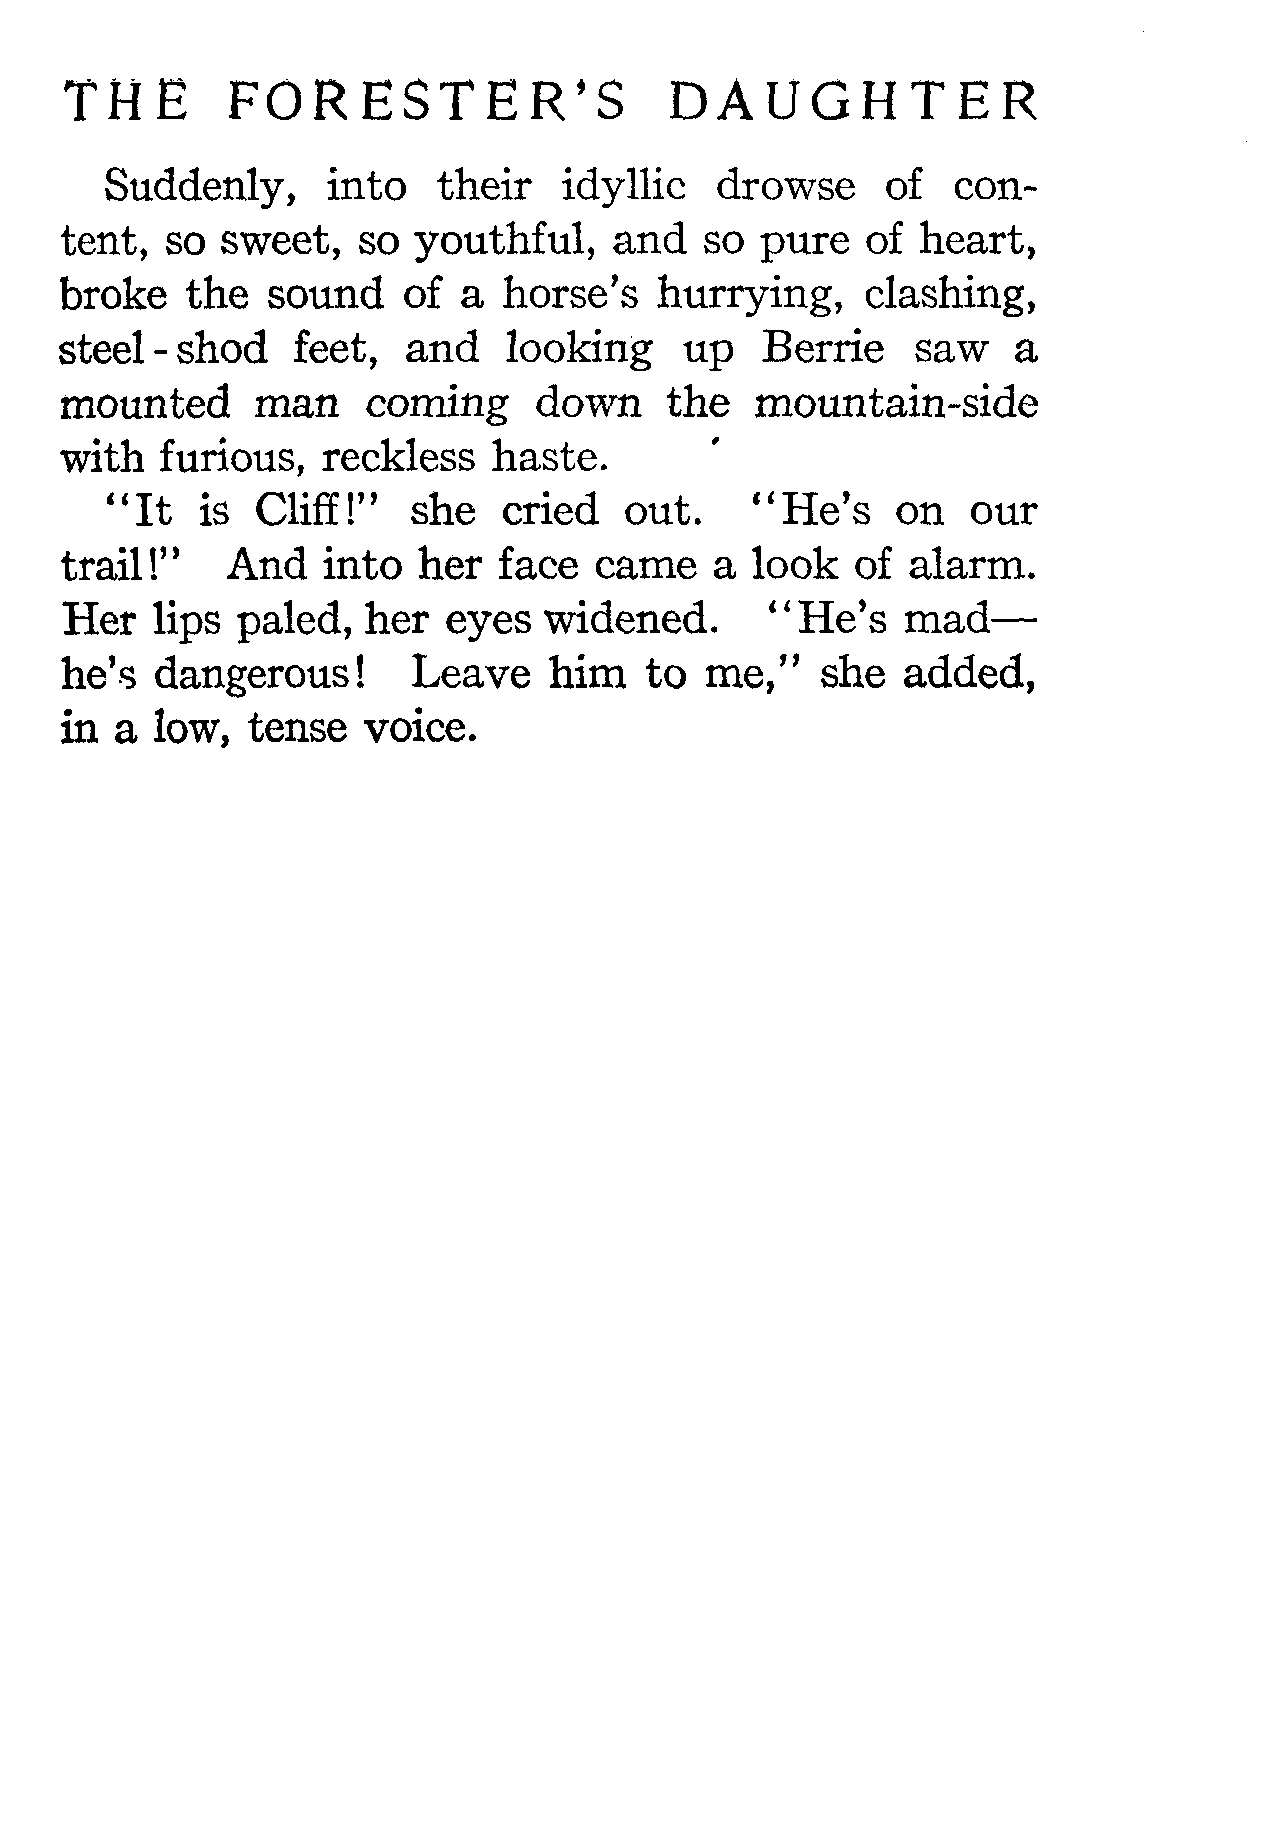 THE FORESTER'S DAUGHTER
Suddenly, into their idyllic drowse of con-
tent, so sweet, so youthful, and so pure of heart,
broke the sound of a horse's hurrying, clashing,
steel-shod feet, and looking up Berrie saw a
mounted man coming down the mountain-side
with furious, reckless haste.
"It is Cliff!" she cried out. "He's on our
trail!" And into her face came a look of alarm.
Her lips paled, her eyes widened. "He's mad—
he's dangerous! Leave him to me," she added,
in a low, tense voice.